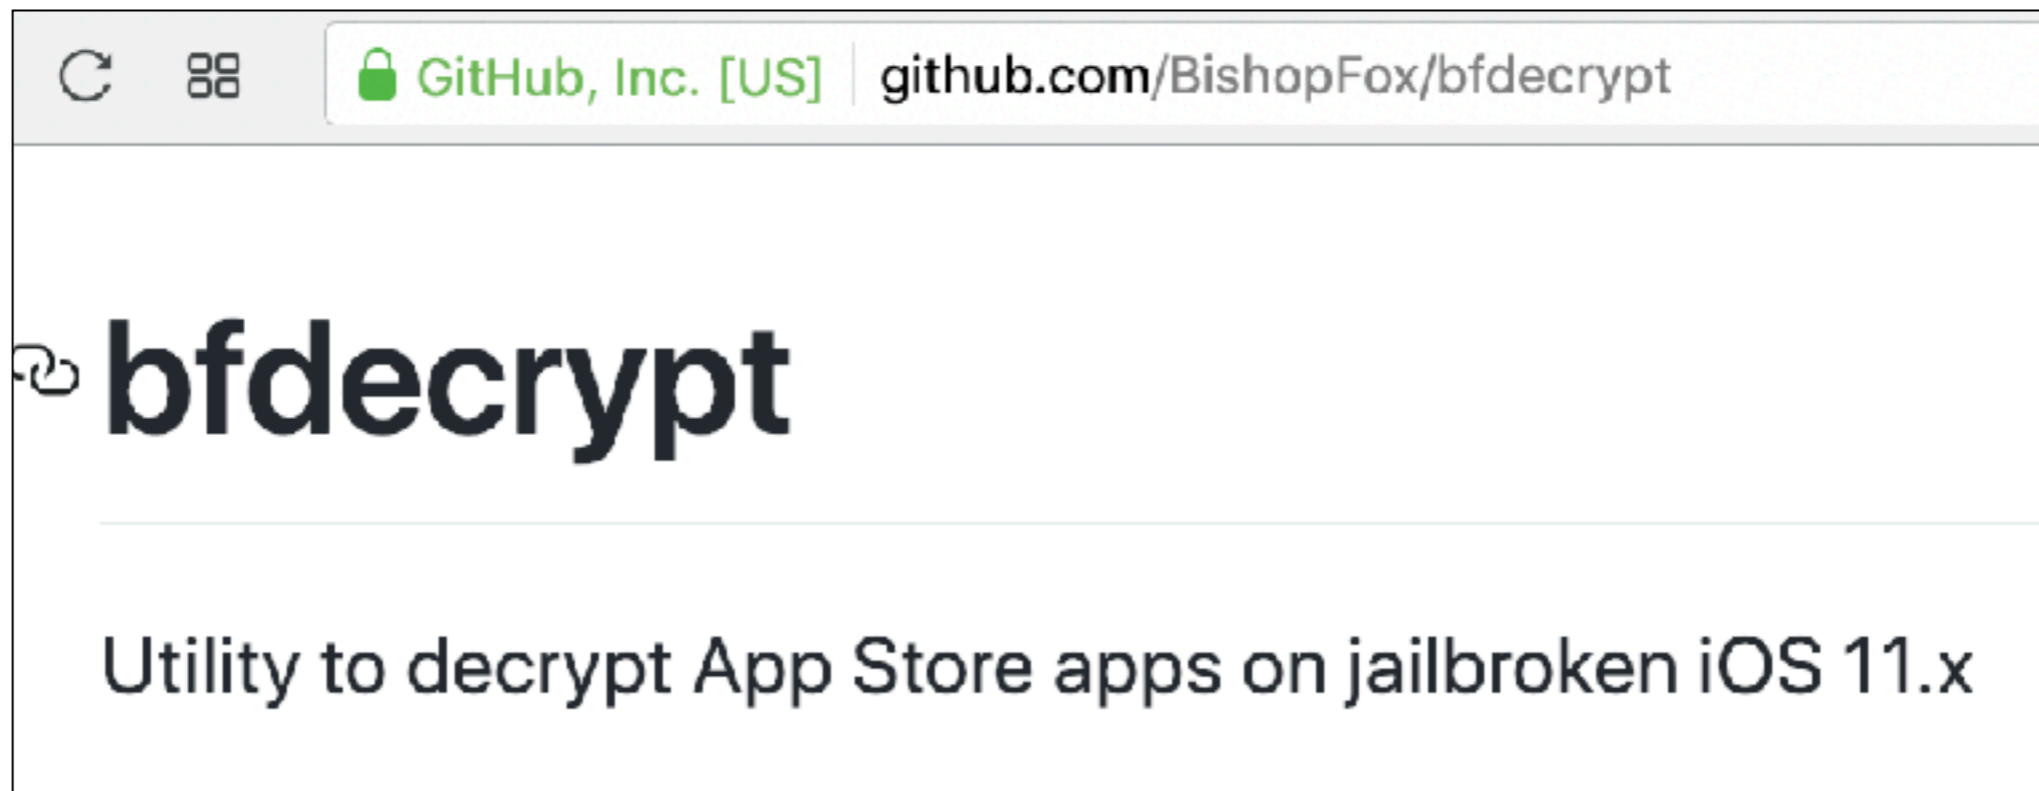 GitHub, Inc. [US] github.com/BishopFox/bfdecrypt
bfdecrypt
Utility to decrypt App Store apps on jailbroken iOS 11.x